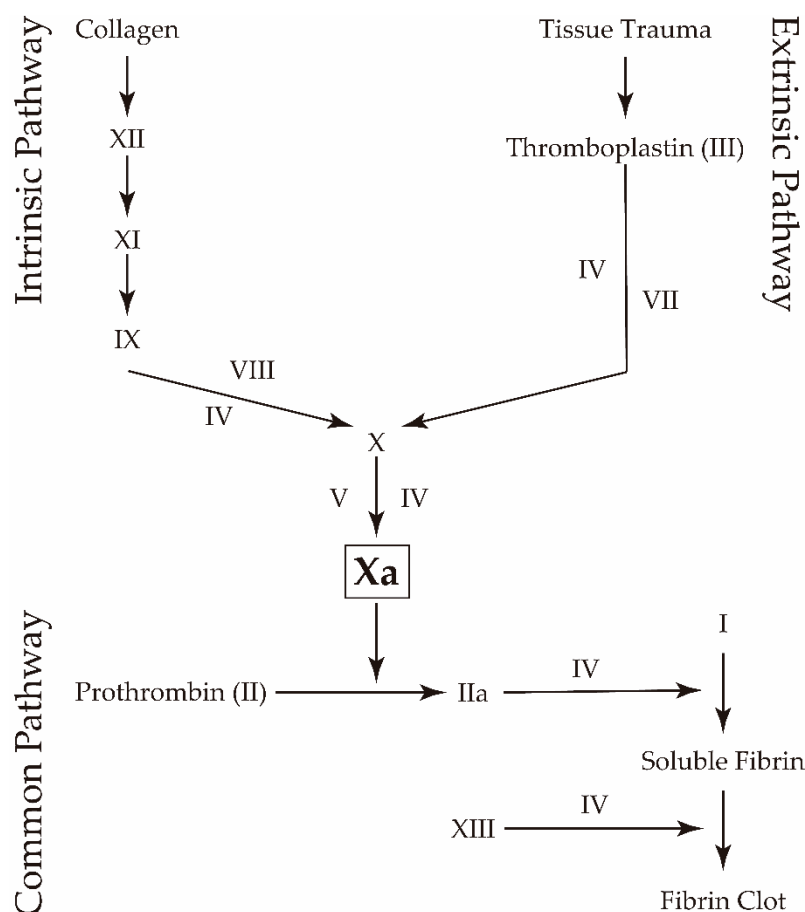 Intrinsic Pathway
Extrinsic Pathway
Collagen
Tissue Trauma
XII
Thromboplastin (III)
XI
IV
VII
IX
VIII
IV
X
V
IV
Xa
Common Pathway
I
Prothrombin (II)
IIa
IV
Soluble Fibrin
XIII
IV
Fibrin Clot